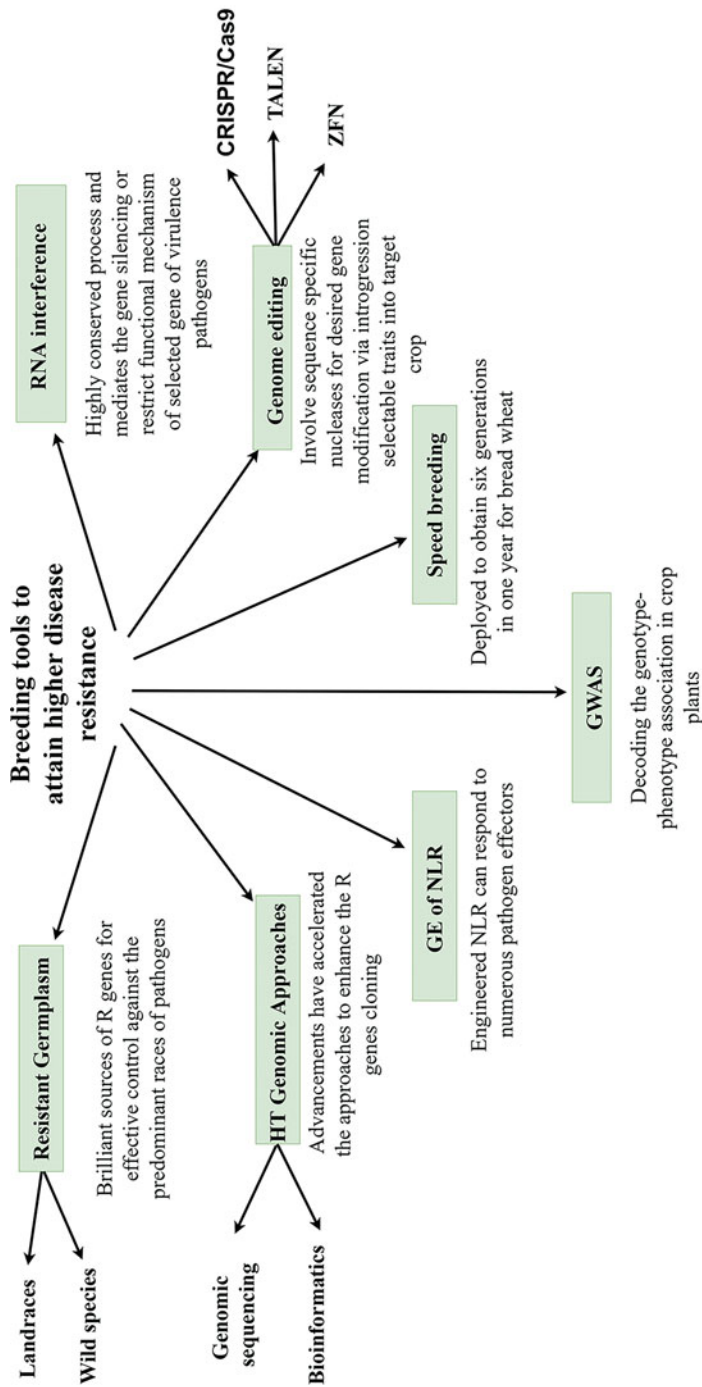 Breeding tools to
attain higher disease
resistance
Landraces
Wild species
Resistant Germplasm
Brilliant sources of R genes for
effective control against the
predominant races of pathogens
Genomic
sequencing
Bioinformatics
HT Genomic Approaches
Advancements have accelerated
the approaches to enhance the R
genes cloning
GE of NLR
Engineered NLR can respond to
numerous pathogen effectors
GWAS
Decoding the genotype-
phenotype association in crop
plants
Speed breeding
Deployed to obtain six generations
in one year for bread wheat
Genome editing
Involve sequence specific
nucleases for desired gene
modification via introgression
selectable traits into target
crop
CRISPR/Cas9
TALEN
ZFN
RNA interference
Highly conserved process and
mediates the gene silencing or
restrict functional mechanism
of selected gene of virulence
pathogens